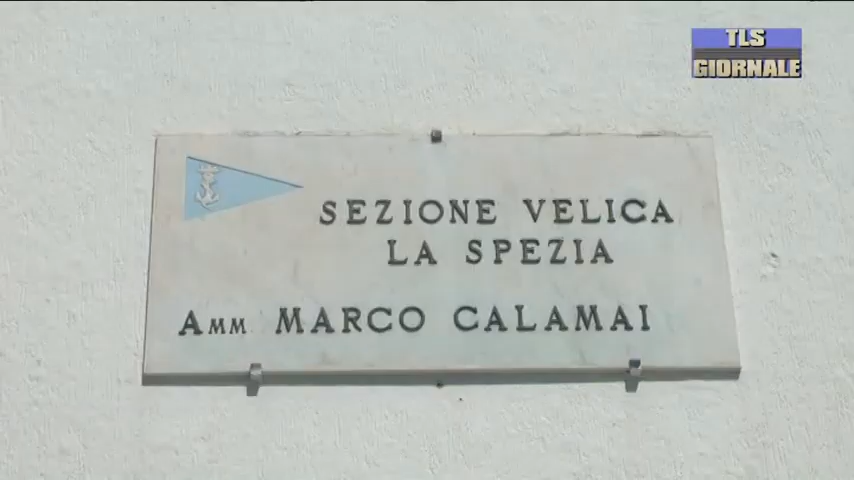 TLS
GIORNALE
SEZIONE VELICA
LA SPEZIA
AMM MARCO CALAMAI